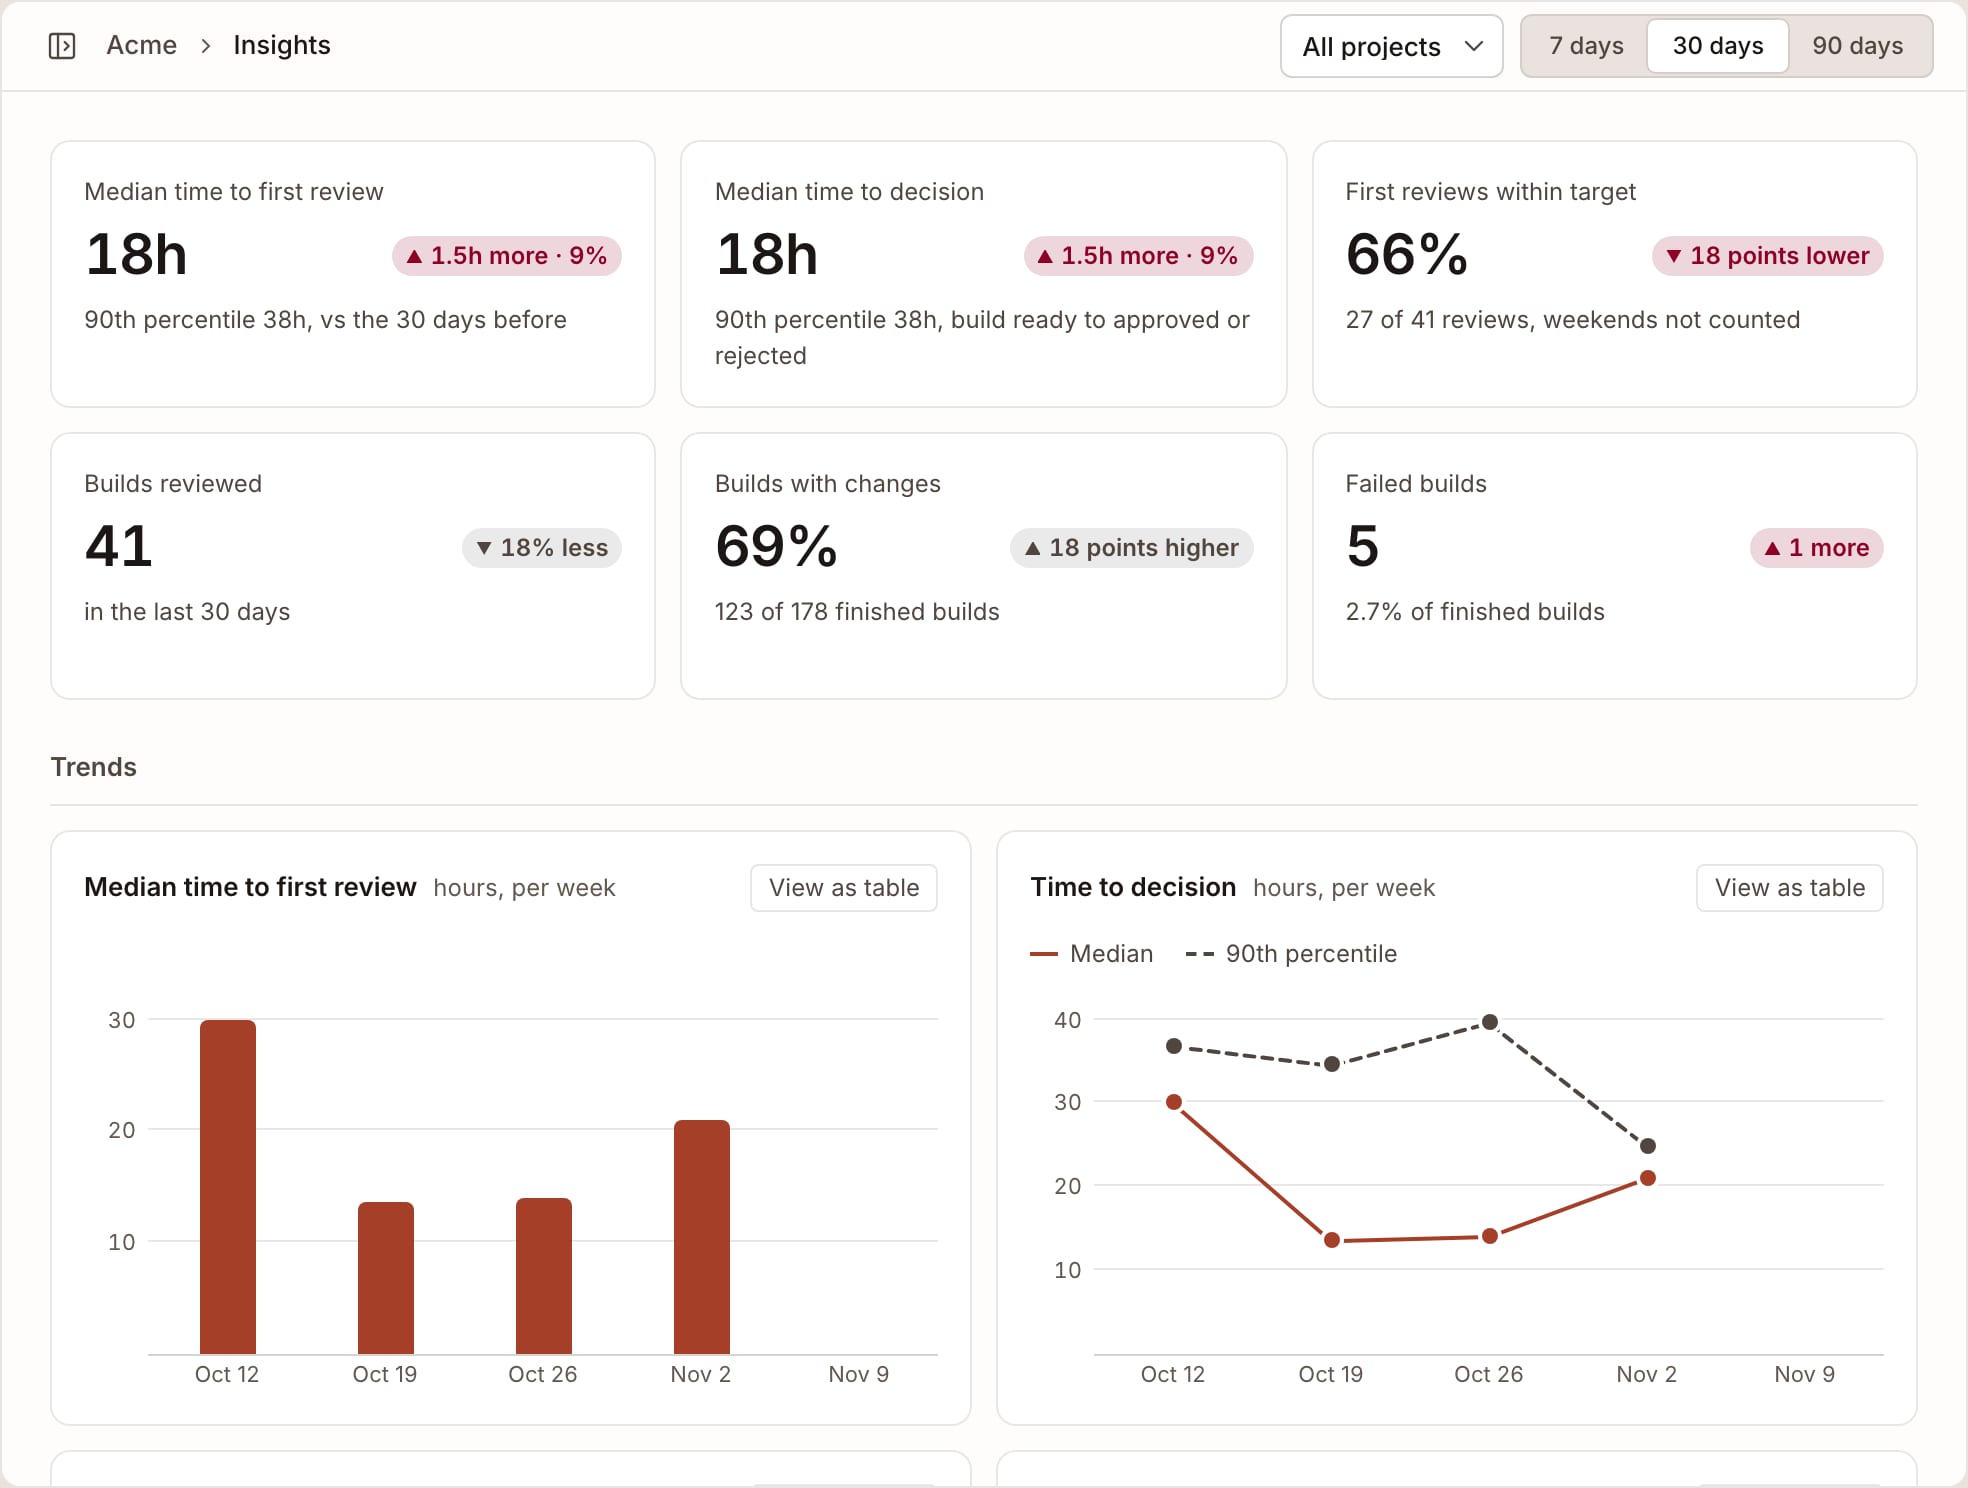 Acme > Insights
All projects
7 days 30 days 90 days
Median time to first review
18h
▲ 1.5h more · 9%
90th percentile 38h, vs the 30 days before
Median time to decision
18h
▲ 1.5h more · 9%
90th percentile 38h, build ready to approved or
rejected
First reviews within target
66%
▼ 18 points lower
27 of 41 reviews, weekends not counted
Builds reviewed
41
▼ 18% less
in the last 30 days
Builds with changes
69%
▲ 18 points higher
123 of 178 finished builds
Failed builds
5
▲ 1 more
2.7% of finished builds
Trends
Median time to first review hours, per week
View as table
30
20
10
Oct 12 Oct 19 Oct 26 Nov 2 Nov 9
Time to decision hours, per week
View as table
Median 90th percentile
40
30
20
10
Oct 12 Oct 19 Oct 26 Nov 2 Nov 9